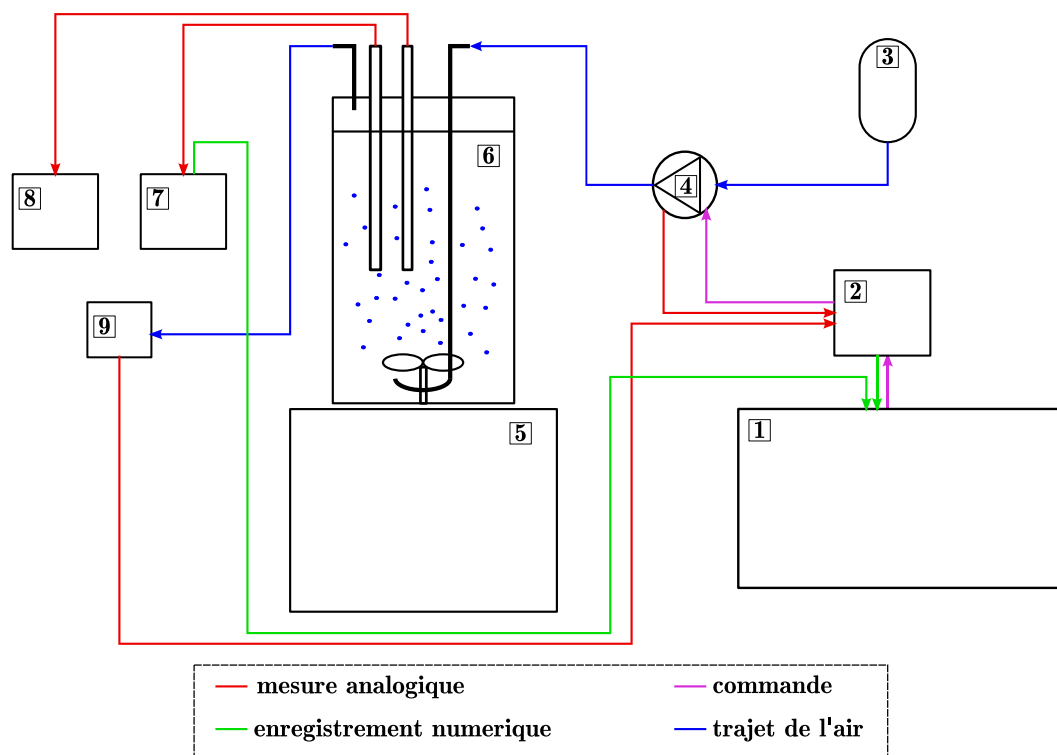 3
6
4
8
7
2
9
5
1
mesure analogique
commande
enregistrement numerique
trajet de l'air